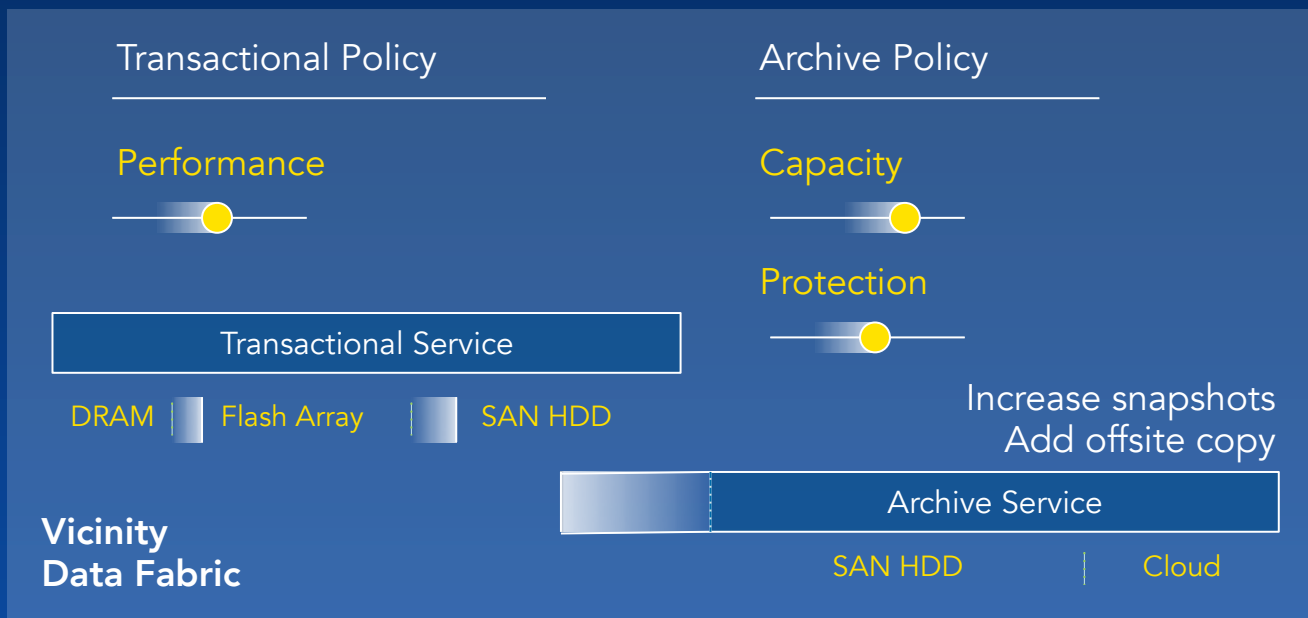 Transactional Policy
Archive Policy
Performance
Capacity
Protection
Transactional Service
DRAM
Flash Array
SAN HDD
Increase snapshots
Add offsite copy
Archive Service
SAN HDD
Cloud
Vicinity
Data Fabric